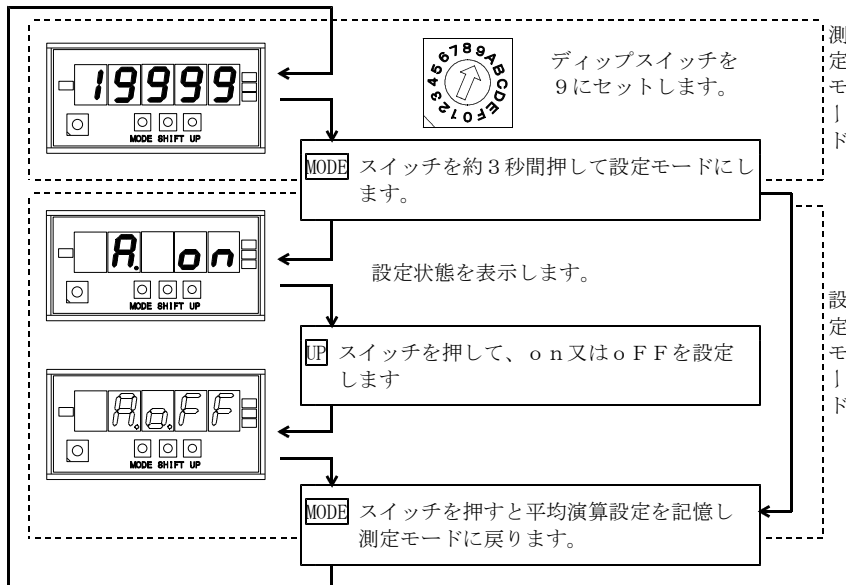 19999
MODE SHIFT UP
456789ABCDEF0123
ディップスイッチを
９にセットします。
測定モード
MODE スイッチを約３秒間押して設定モードにし
ます。
A. on
MODE SHIFT UP
設定状態を表示します。
UP スイッチを押して、ｏｎ又はｏＦＦを設定
します
設定モード
A.o.FF
MODE SHIFT UP
MODE スイッチを押すと平均演算設定を記憶し
測定モードに戻ります。